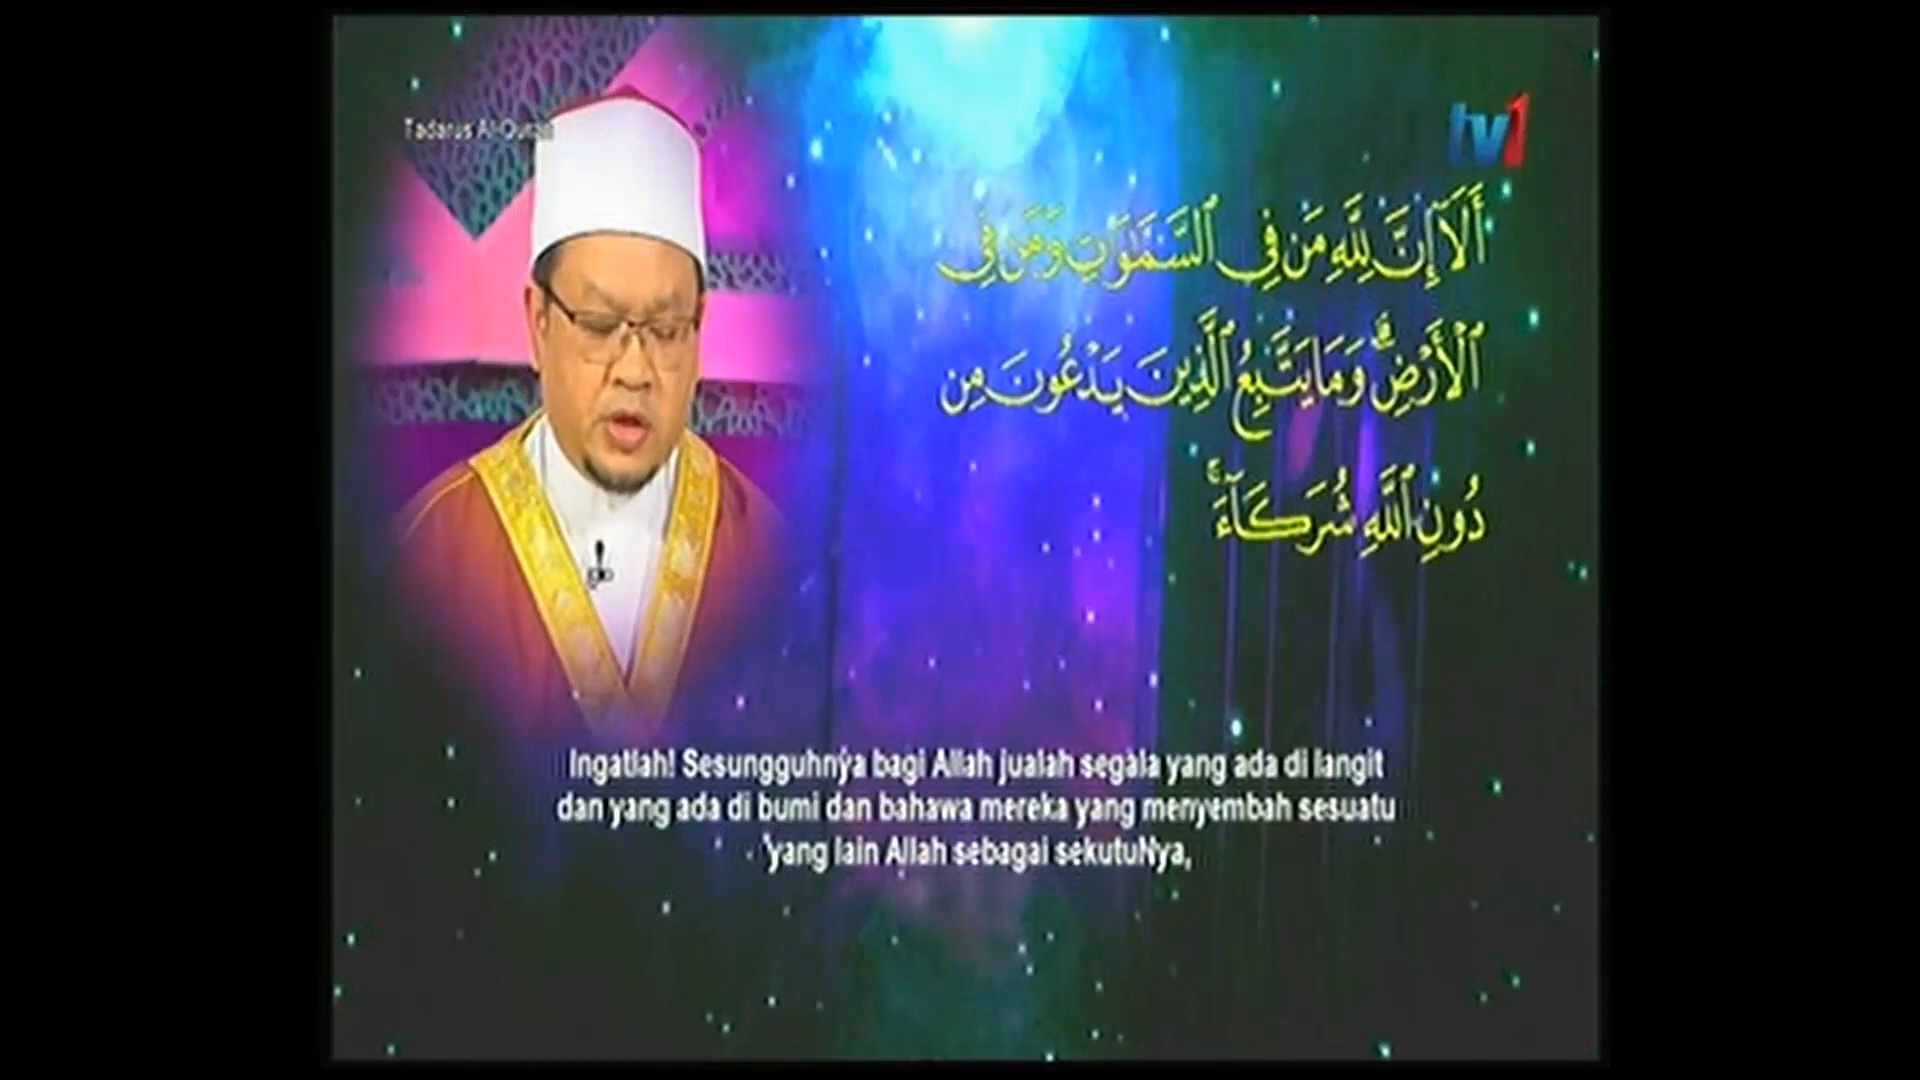 Tadarus Al-Quran
tv1
أَلَآ إِنَّ لِلَّهِ مَن فِى ٱلسَّمَٰوَٰتِ وَمَن فِى
ٱلْأَرْضِ ۗ وَمَا يَتَّبِعُ ٱلَّذِينَ يَدْعُونَ مِن
دُونِ ٱللَّهِ شُرَكَآءَ ۚ
Ingatlah! Sesungguhnya bagi Allah jualah segala yang ada di langit
dan yang ada di bumi dan bahawa mereka yang menyembah sesuatu
yang lain Allah sebagai sekutuNya,